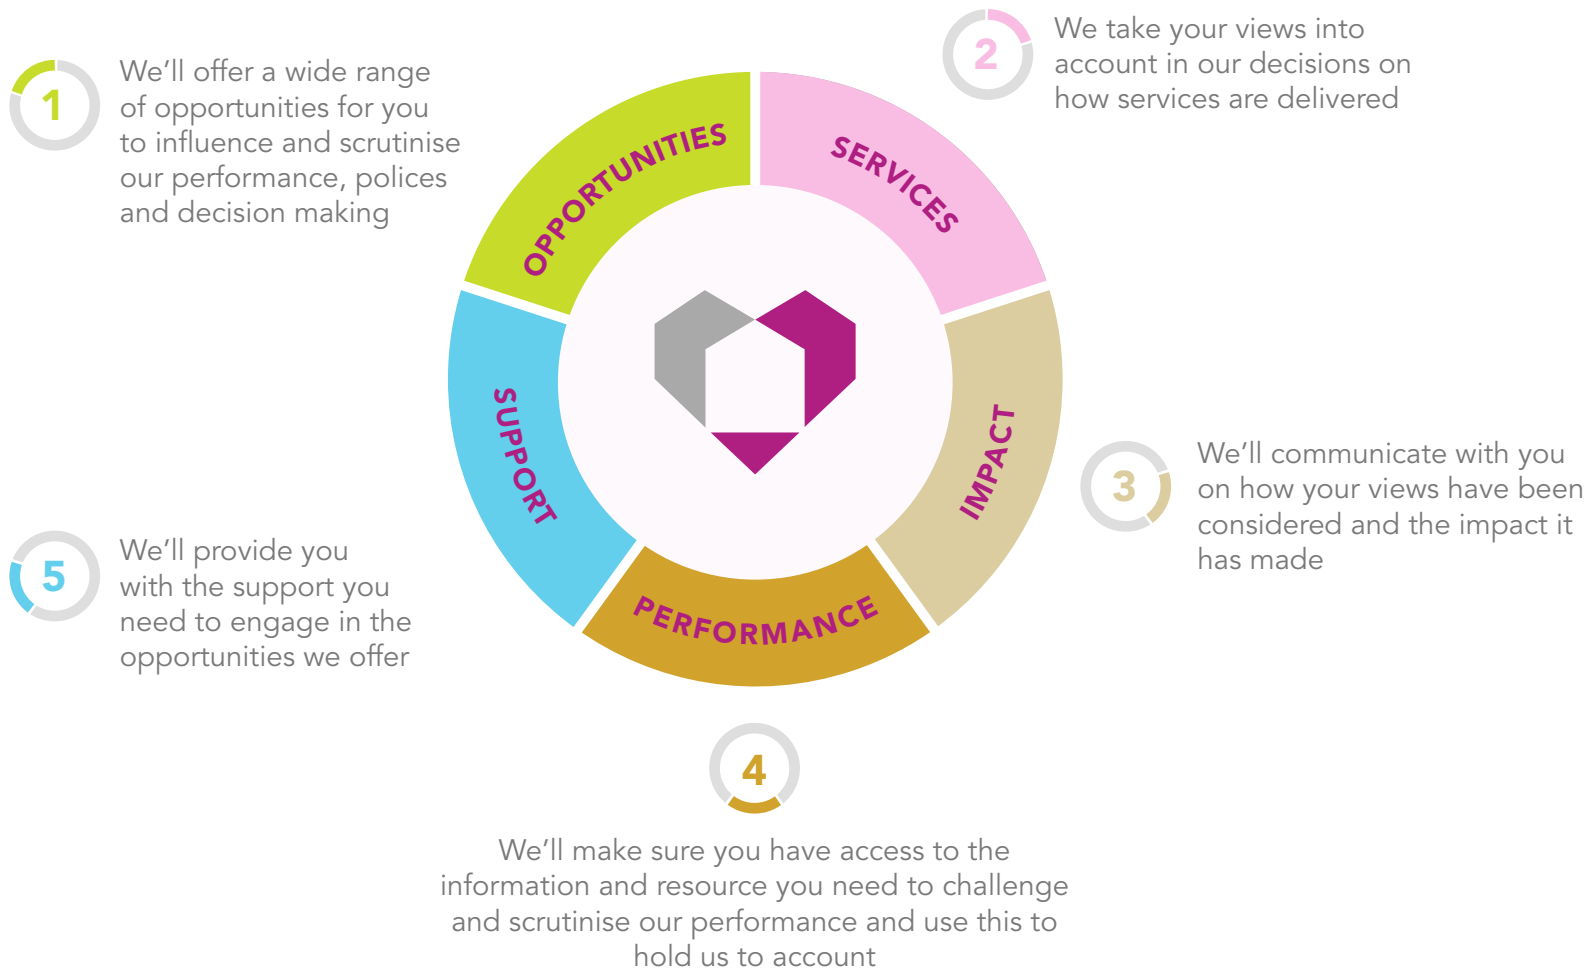 1
We’ll offer a wide range
of opportunities for you
to influence and scrutinise
our performance, polices
and decision making
2
We take your views into
account in our decisions on
how services are delivered
OPPORTUNITIES
SERVICES
SUPPORT
IMPACT
PERFORMANCE
3
We’ll communicate with you
on how your views have been
considered and the impact it
has made
5
We’ll provide you
with the support you
need to engage in the
opportunities we offer
4
We’ll make sure you have access to the
information and resource you need to challenge
and scrutinise our performance and use this to
hold us to account